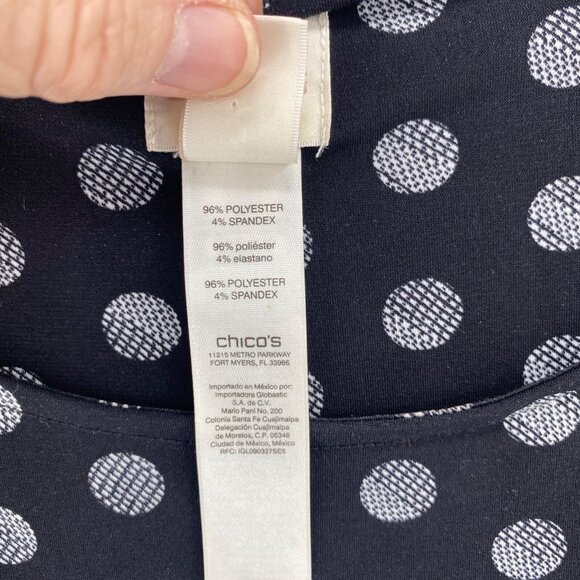 96% POLYESTER
4% SPANDEX
96% poliéster
4% elastano
96% POLYESTER
4% SPANDEX
chico's
11215 METRO PARKWAY
FORT MYERS, FL 33966
Importado en México por:
Importadora Globastic
S.A. de C.V.
Mario Pani No. 200
Colonia Santa Fe Cuajimalpa
Delegación Cuajimalpa
de Morelos, C.P. 05348
Ciudad de México, México
RFC: IGL090327SE5